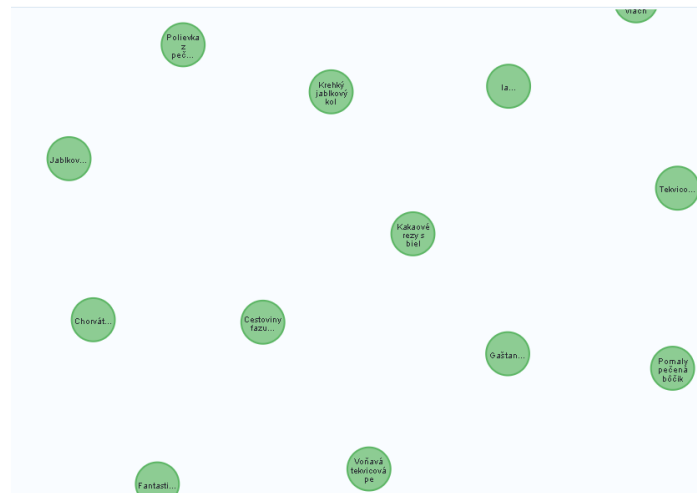 vlach
Polievka
z
peč...
Krehký
jablkový
kol
la...
Jablkov...
Tekvico...
Kakaové
rezy s
biel
Chorvát...
Cestoviny
fazu...
Gaštan...
Pomaly
pečená
bôčik
Voňavá
tekvicová
pe
Fantasti...